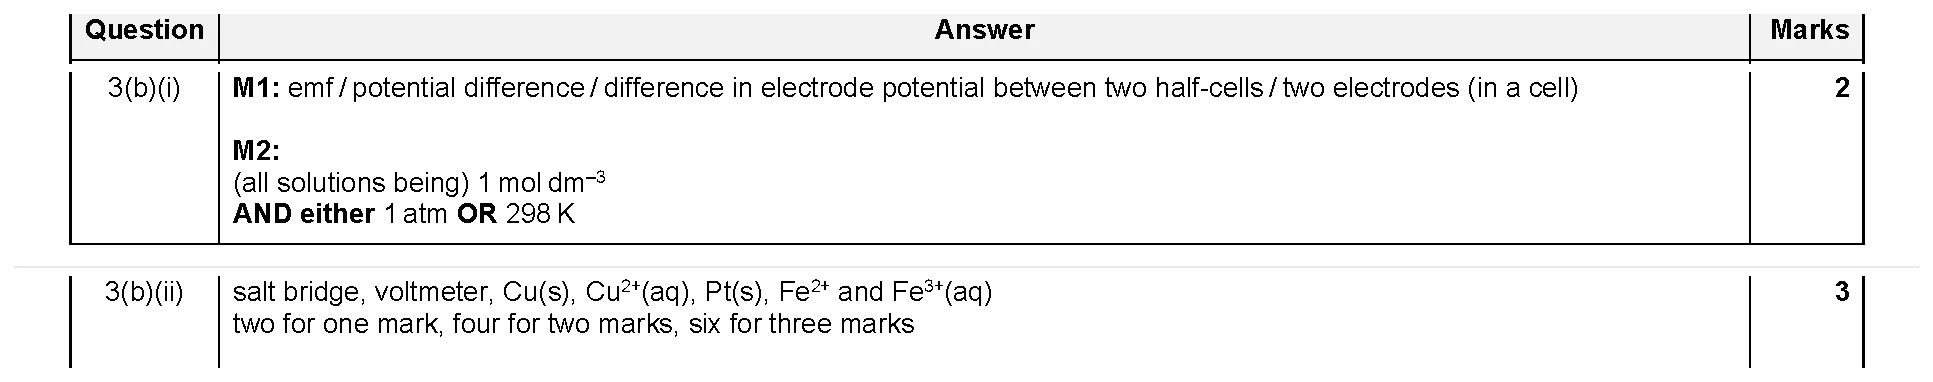 Question Answer Marks
3(b)(i) M1: emf / potential difference / difference in electrode potential between two half-cells / two electrodes (in a cell) 2
M2:
(all solutions being) 1 mol dm⁻³
AND either 1 atm OR 298 K
3(b)(ii) salt bridge, voltmeter, Cu(s), Cu²⁺(aq), Pt(s), Fe²⁺ and Fe³⁺(aq) 3
two for one mark, four for two marks, six for three marks